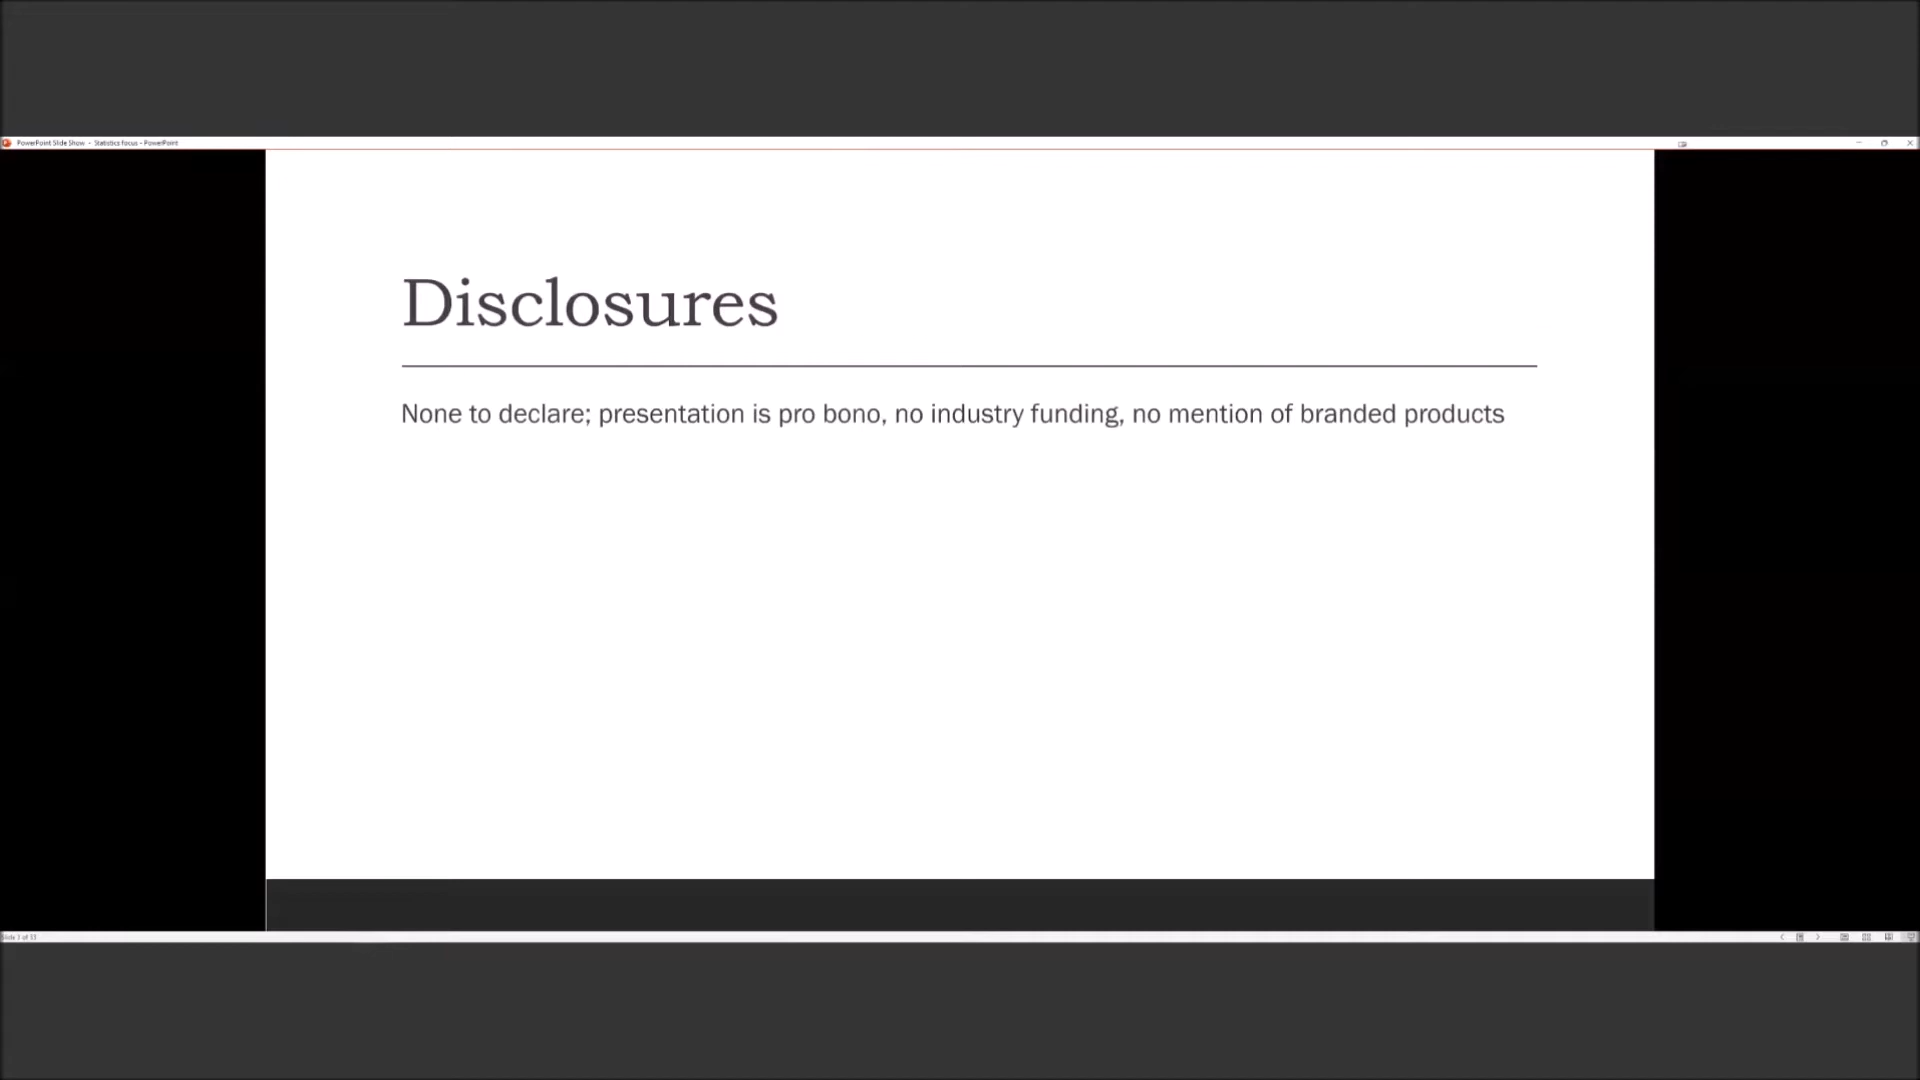 PowerPoint Slide Show - Statistics focus - PowerPoint
Disclosures
None to declare; presentation is pro bono, no industry funding, no mention of branded products